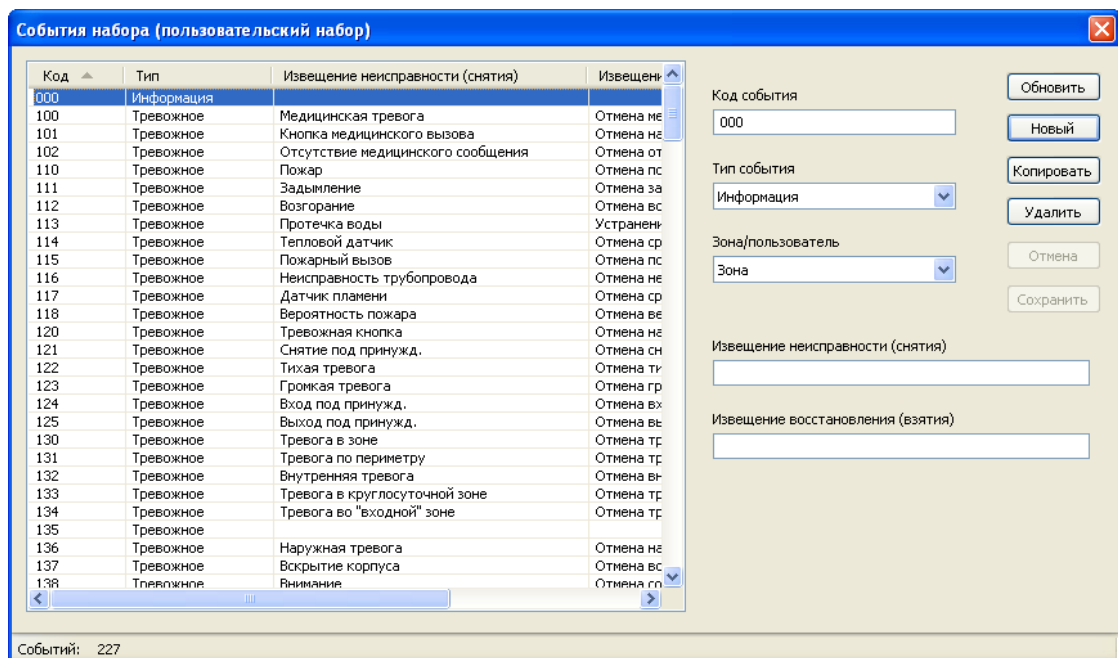 События набора (пользовательский набор)
Код Тип Извещение неисправности (снятия) Извещени
000 Информация
100 Тревожное Медицинская тревога Отмена ме
101 Тревожное Кнопка медицинского вызова Отмена на
102 Тревожное Отсутствие медицинского сообщения Отмена от
110 Тревожное Пожар Отмена по
111 Тревожное Задымление Отмена за
112 Тревожное Возгорание Отмена во
113 Тревожное Протечка воды Устранени
114 Тревожное Тепловой датчик Отмена ср
115 Тревожное Пожарный вызов Отмена по
116 Тревожное Неисправность трубопровода Отмена не
117 Тревожное Датчик пламени Отмена ср
118 Тревожное Вероятность пожара Отмена ве
120 Тревожное Тревожная кнопка Отмена на
121 Тревожное Снятие под принужд. Отмена сн
122 Тревожное Тихая тревога Отмена ти
123 Тревожное Громкая тревога Отмена гр
124 Тревожное Вход под принужд. Отмена вх
125 Тревожное Выход под принужд. Отмена вы
130 Тревожное Тревога в зоне Отмена тр
131 Тревожное Тревога по периметру Отмена тр
132 Тревожное Внутренняя тревога Отмена вн
133 Тревожное Тревога в круглосуточной зоне Отмена тр
134 Тревожное Тревога во "входной" зоне Отмена тр
135 Тревожное
136 Тревожное Наружная тревога Отмена на
137 Тревожное Вскрытие корпуса Отмена вс
138 Тревожное Внимание Отмена со
Код события
000
Тип события
Информация
Зона/пользователь
Зона
Извещение неисправности (снятия)
Извещение восстановления (взятия)
Обновить
Новый
Копировать
Удалить
Отмена
Сохранить
Событий: 227